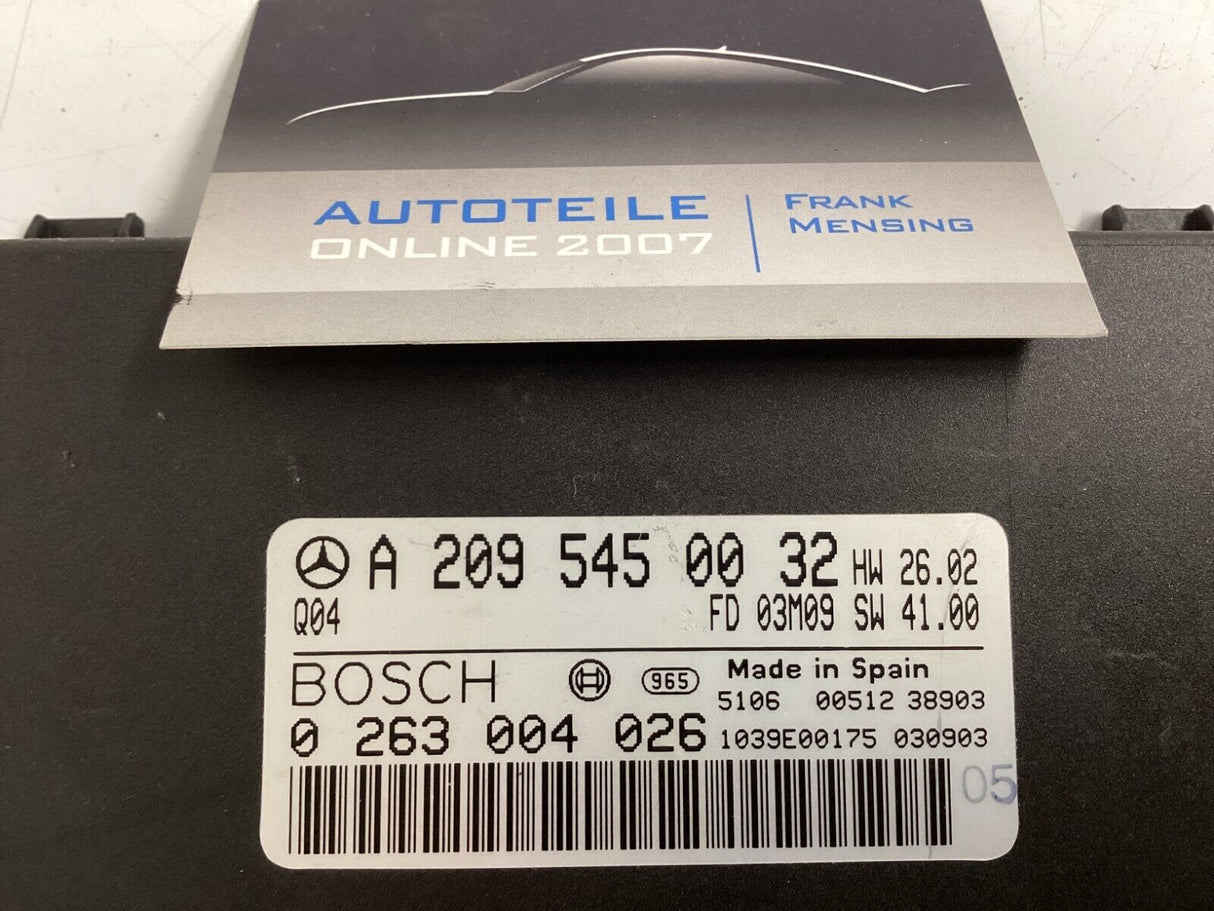 AUTOTEILE
ONLINE 2007
FRANK
MENSING
A 209 545 00 32 HW 26.02
Q04 FD 03M09 SW 41.00
BOSCH 965 Made in Spain
5106 00512 38903
0 263 004 026 1039E00175 030903
05